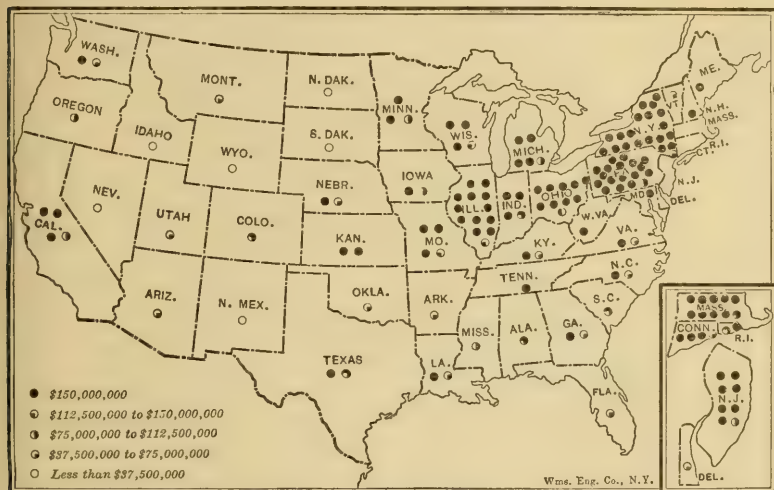 WASH.
OREGON
IDAHO
MONT.
N. DAK.
S. DAK.
WYO.
NEBR.
NEV.
UTAH
COLO.
CAL.
KAN.
ARIZ.
N. MEX.
OKLA.
TEXAS
MINN.
IOWA
MO.
ARK.
LA.
WIS.
MICH.
ILL.
IND.
OHIO
KY.
TENN.
MISS.
ALA.
GA.
FLA.
S.C.
N.C.
VA.
W.VA.
MD.
DEL.
N.J.
PA.
N.Y.
CT.
R.I.
MASS.
N.H.
VT.
ME.
$150,000,000
$112,500,000 to $150,000,000
$75,000,000 to $112,500,000
$37,500,000 to $75,000,000
Less than $37,500,000
Wms. Eng. Co., N.Y.
MASS.
CONN.
R.I.
N.J.
DEL.